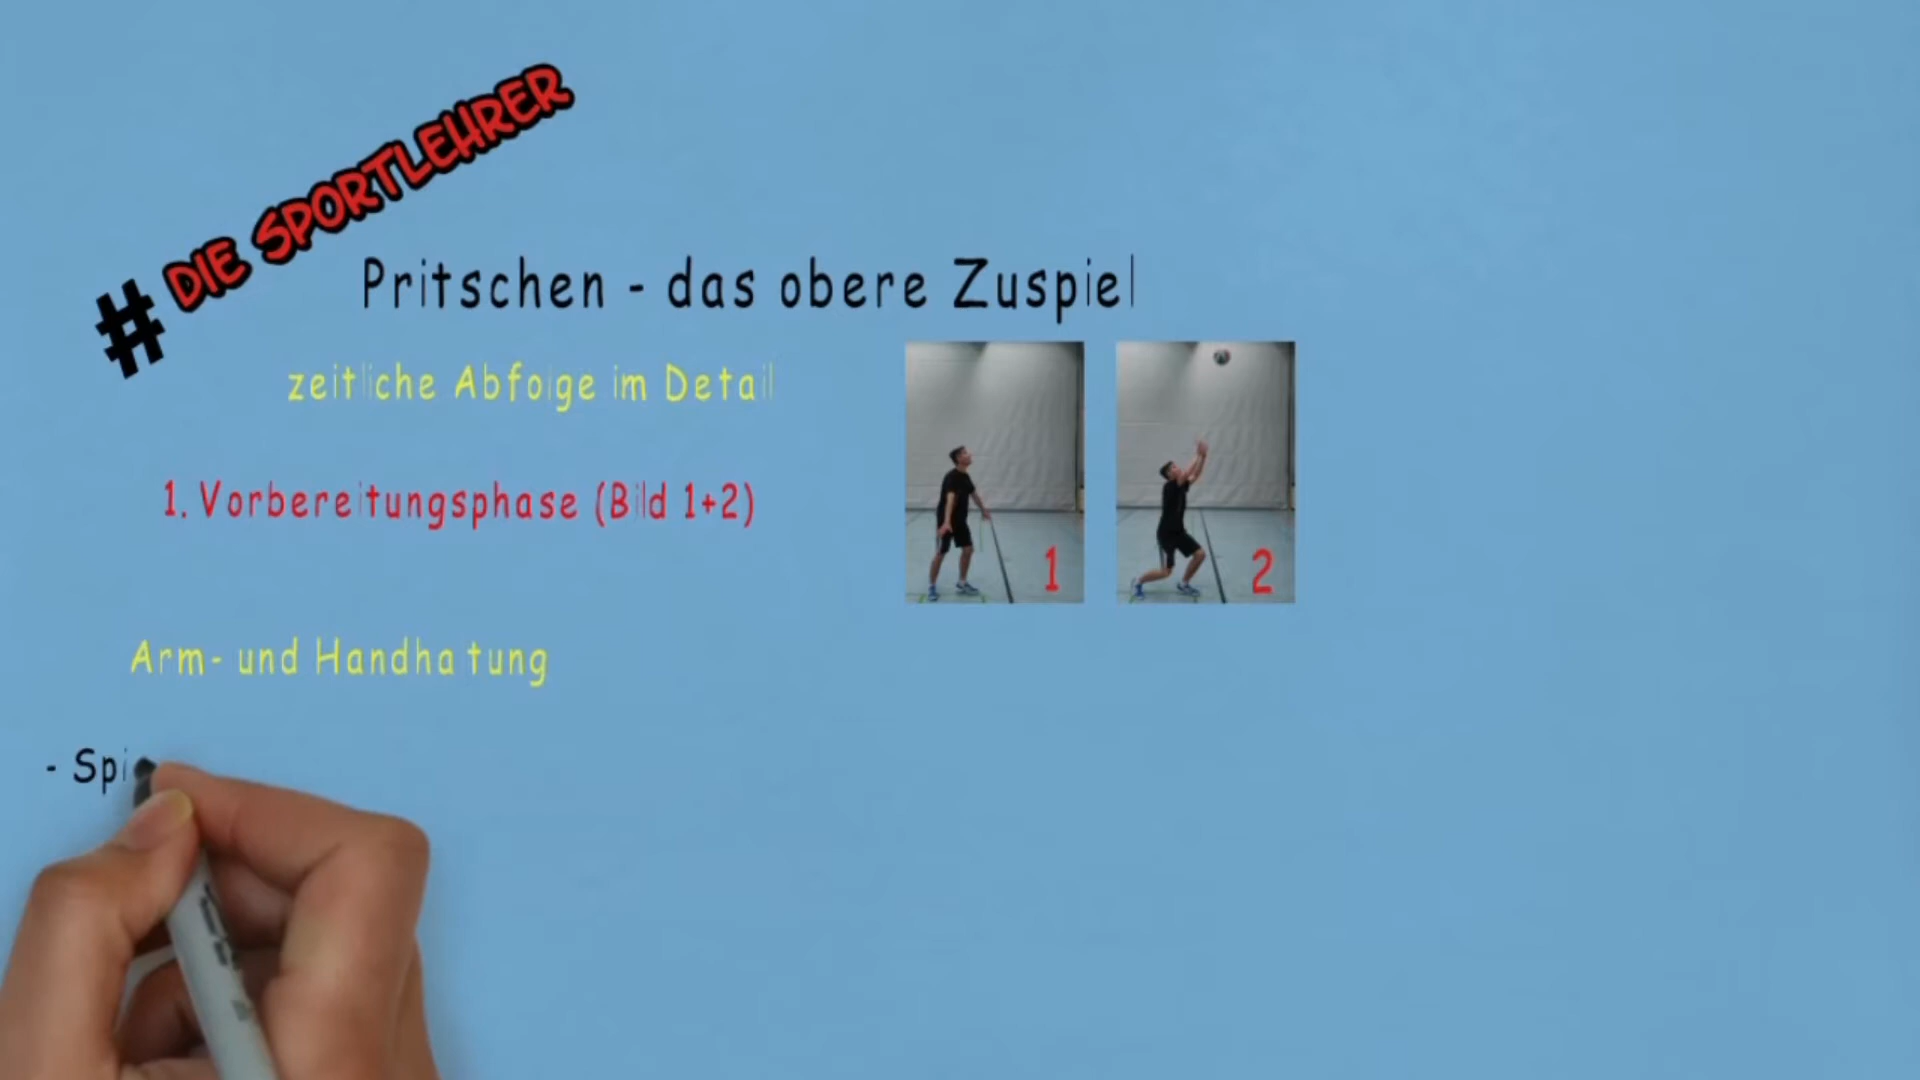 # DIE SPORTLEHRER
Pritschen - das obere Zuspiel
zeitliche Abfolge im Detail
1. Vorbereitungsphase (Bild 1+2)
1
2
Arm- und Handhaltung
- Spi